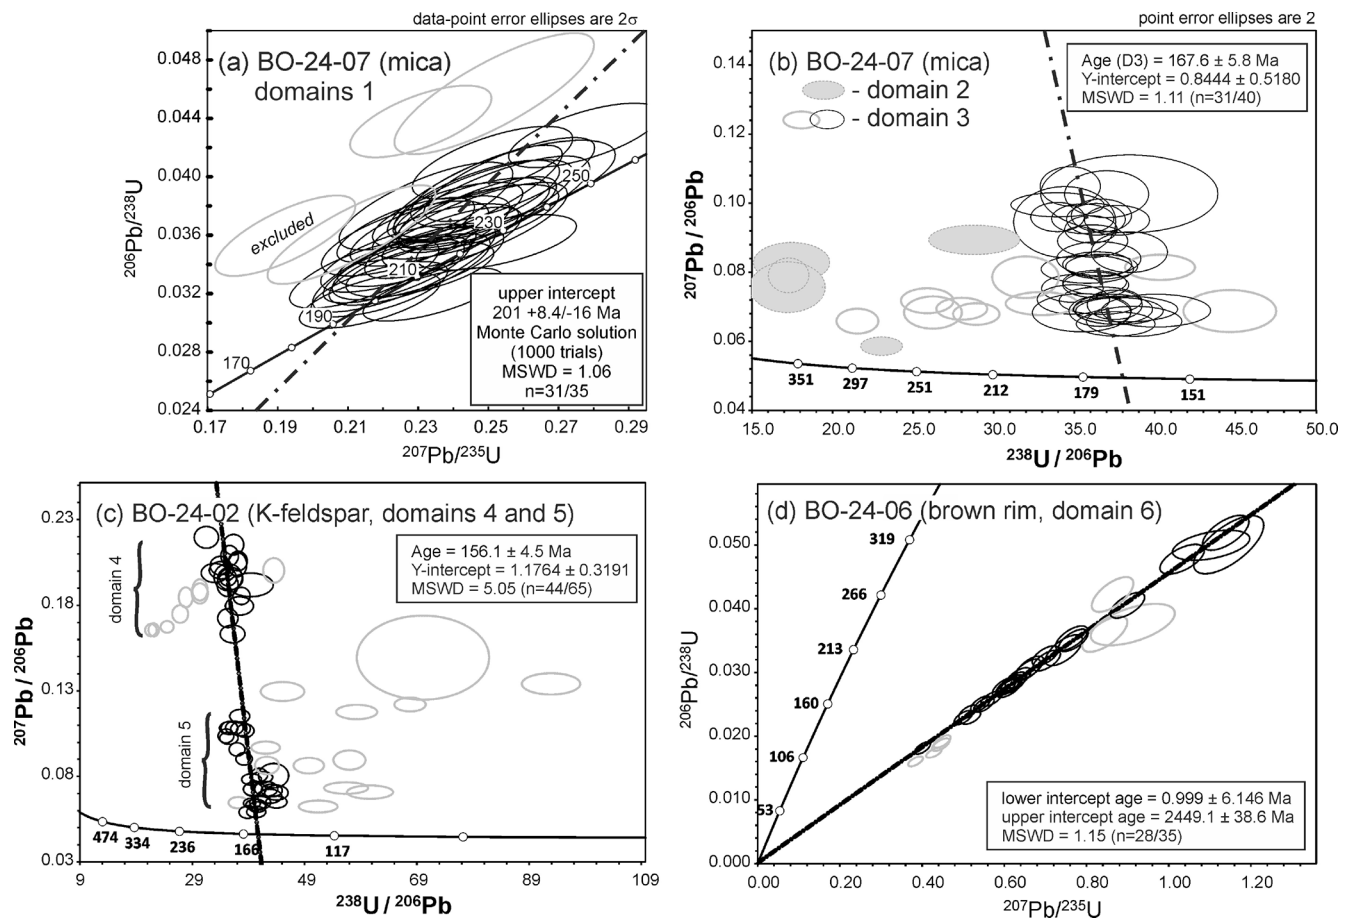 data-point error ellipses are 2σ
(a) BO-24-07 (mica)
domains 1
0.048
0.044
0.040
0.036
0.032
0.028
0.024
206Pb/238U
excluded
250
230
210
190
170
upper intercept
201 +8.4/-16 Ma
Monte Carlo solution
(1000 trials)
MSWD = 1.06
n=31/35
0.17
0.19
0.21
0.23
0.25
0.27
0.29
207Pb/235U
point error ellipses are 2
(b) BO-24-07 (mica)
- domain 2
- domain 3
Age (D3) = 167.6 ± 5.8 Ma
Y-intercept = 0.8444 ± 0.5180
MSWD = 1.11 (n=31/40)
0.14
0.12
0.10
0.08
0.06
0.04
207Pb / 206Pb
351
297
251
212
179
151
15.0
20.0
25.0
30.0
35.0
40.0
45.0
50.0
238U / 206Pb
(c) BO-24-02 (K-feldspar, domains 4 and 5)
Age = 156.1 ± 4.5 Ma
Y-intercept = 1.1764 ± 0.3191
MSWD = 5.05 (n=44/65)
domain 4
domain 5
0.23
0.18
0.13
0.08
0.03
207Pb / 206Pb
474
334
236
166
117
9
29
49
69
89
109
238U / 206Pb
(d) BO-24-06 (brown rim, domain 6)
319
266
213
160
106
53
0.050
0.040
0.030
0.020
0.010
0.000
206Pb/238U
lower intercept age = 0.999 ± 6.146 Ma
upper intercept age = 2449.1 ± 38.6 Ma
MSWD = 1.15 (n=28/35)
0.00
0.20
0.40
0.60
0.80
1.00
1.20
207Pb/235U